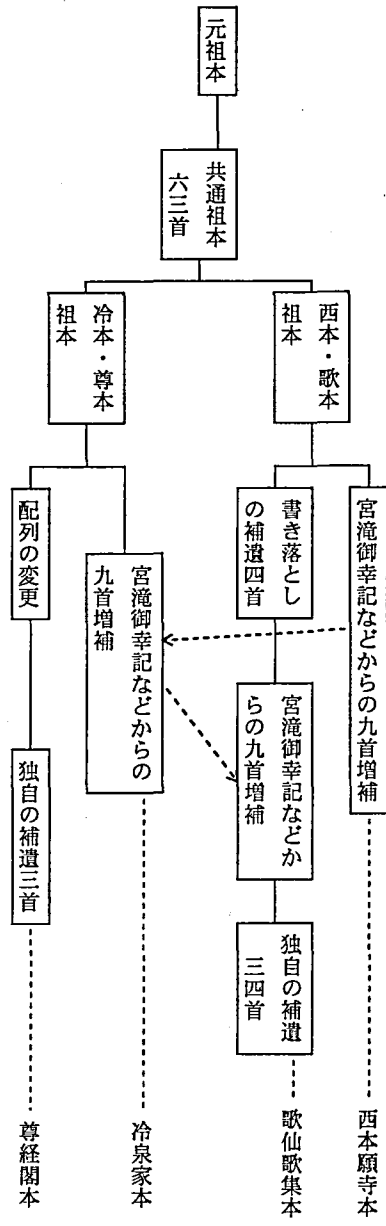 元祖本
共通祖本
六三首
西本・歌本
祖本
冷本・尊本
祖本
宮滝御幸記などからの九首増補
書き落とし
の補遺四首
宮滝御幸記などか
らの九首増補
独自の補遺
三四首
宮滝御幸記などからの
九首増補
配列の変更
独自の補遺三首
西本願寺本
歌仙歌集本
冷泉家本
尊経閣本